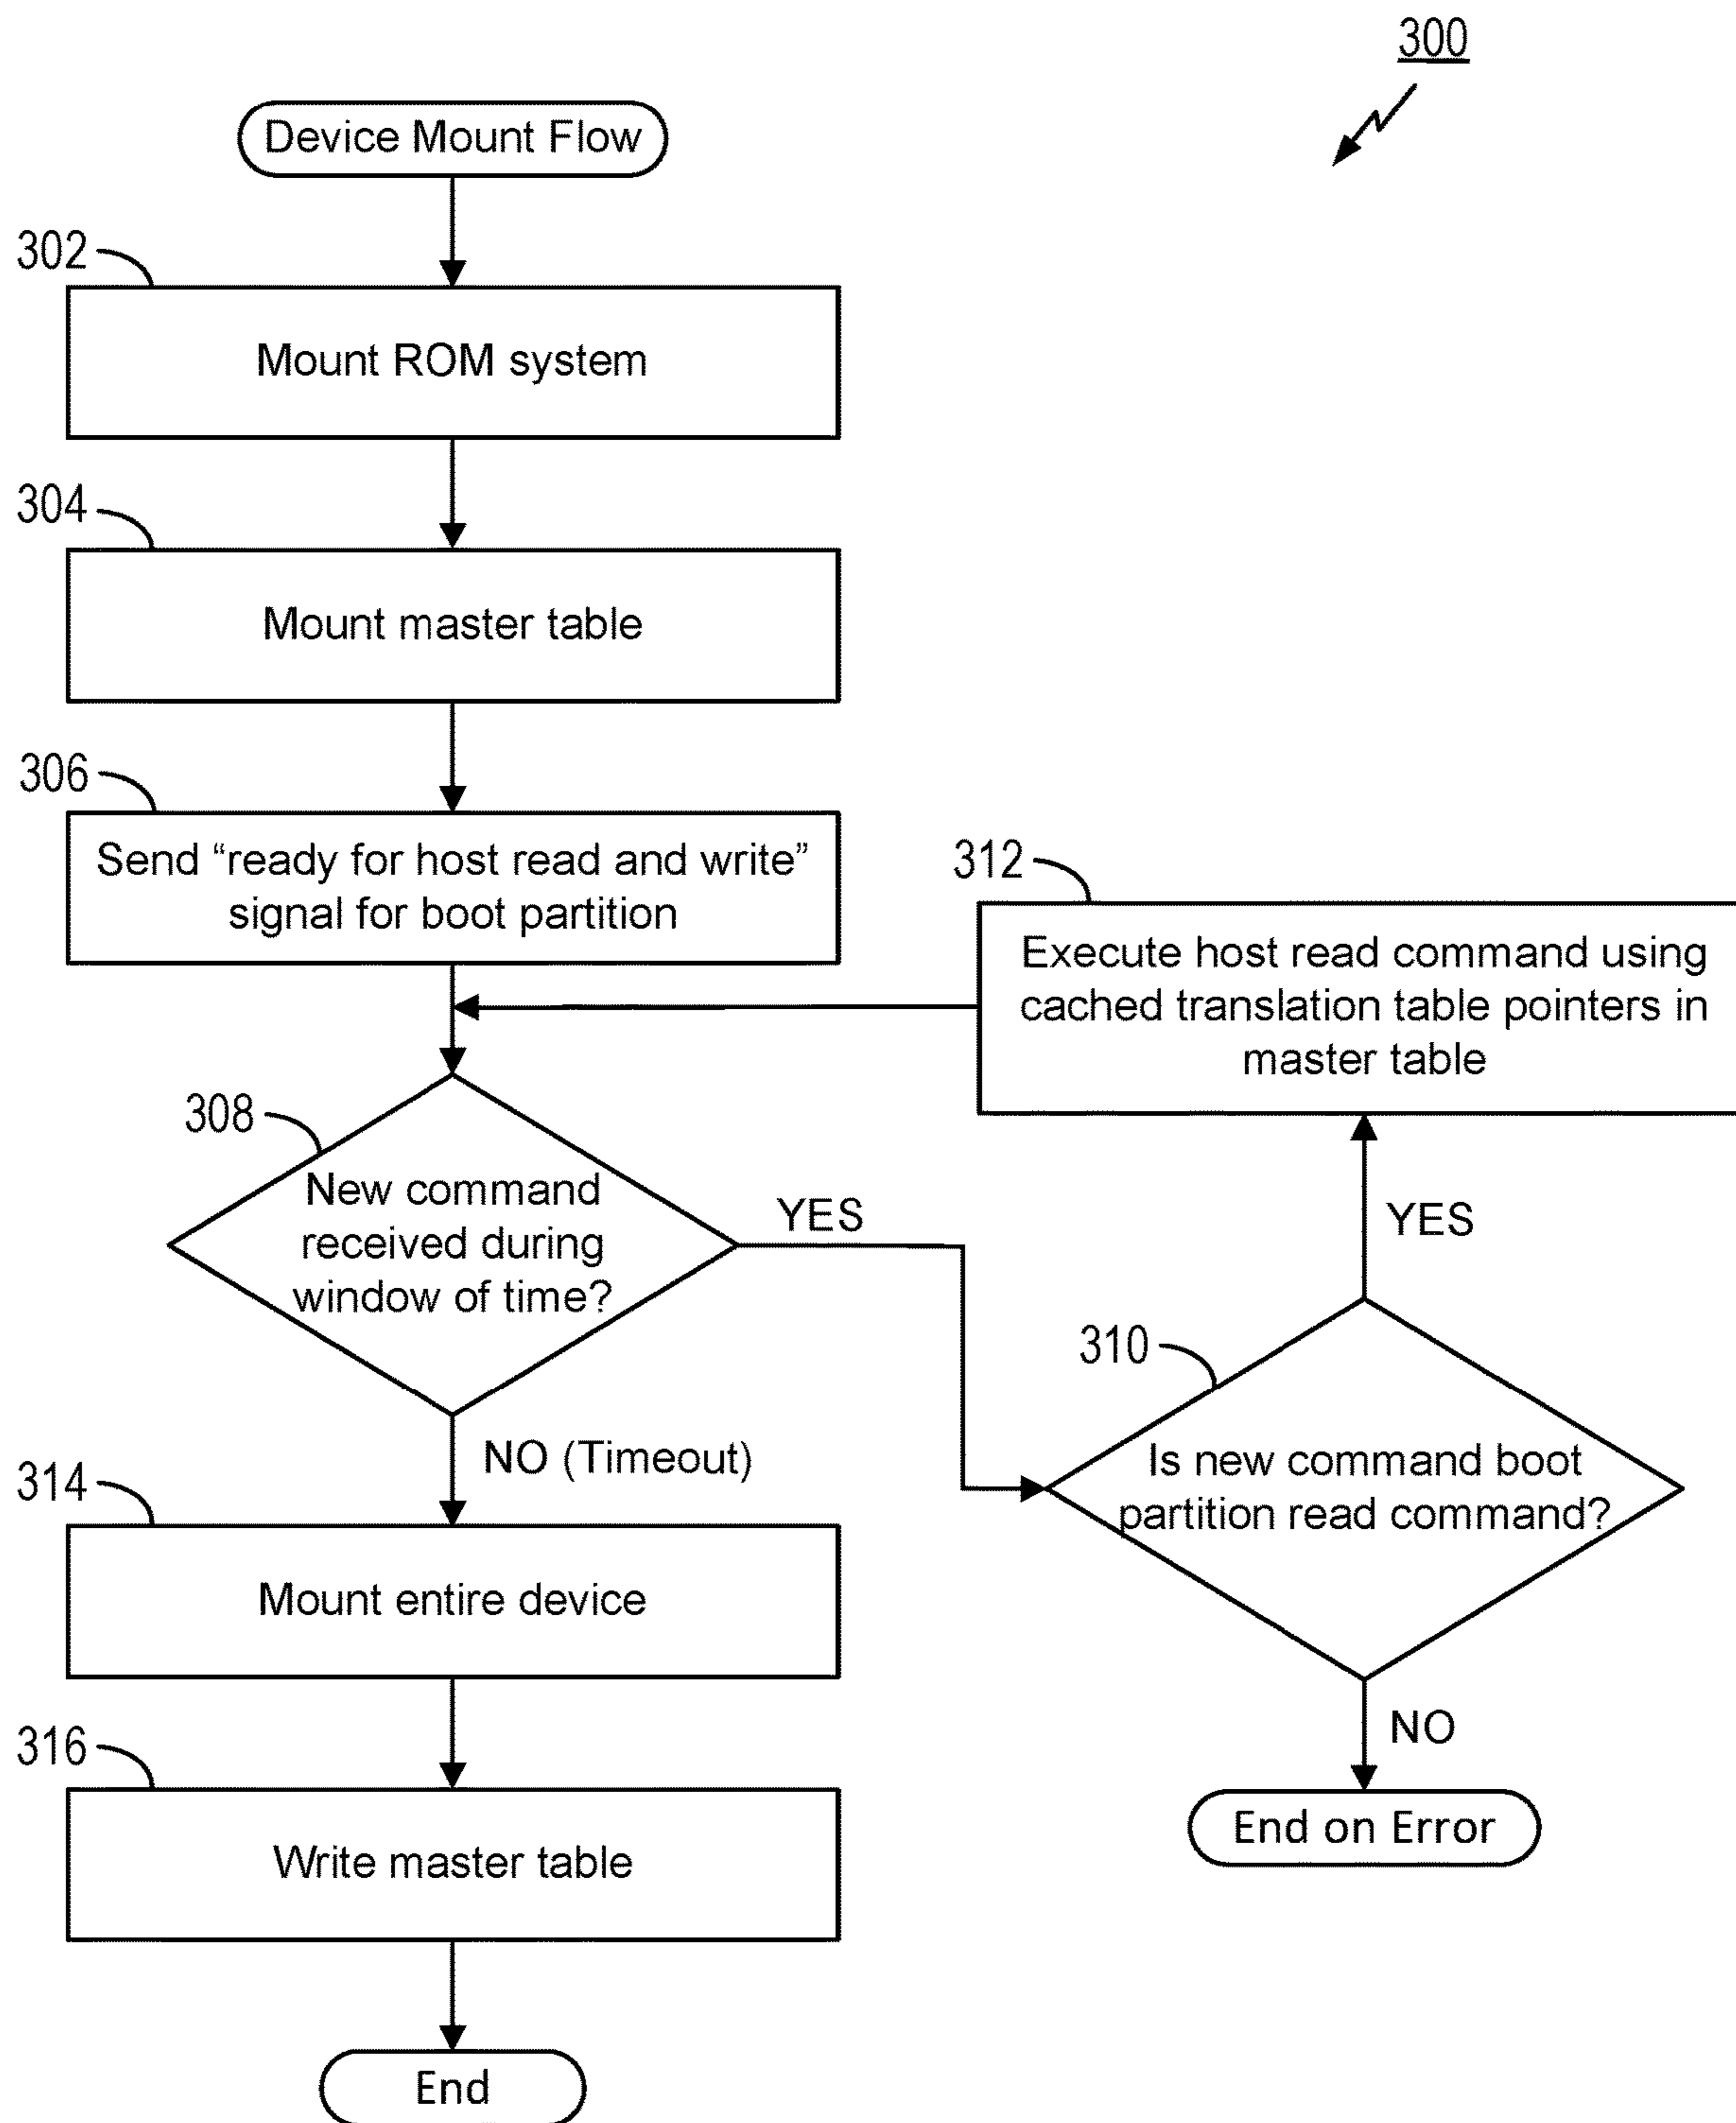 300
Device Mount Flow
302
Mount ROM system
304
Mount master table
306
Send “ready for host read and write”
signal for boot partition
312
Execute host read command using
cached translation table pointers in
master table
308
New command
received during
window of time?
YES
YES
310
Is new command boot
partition read command?
NO (Timeout)
314
Mount entire device
NO
316
Write master table
End on Error
End